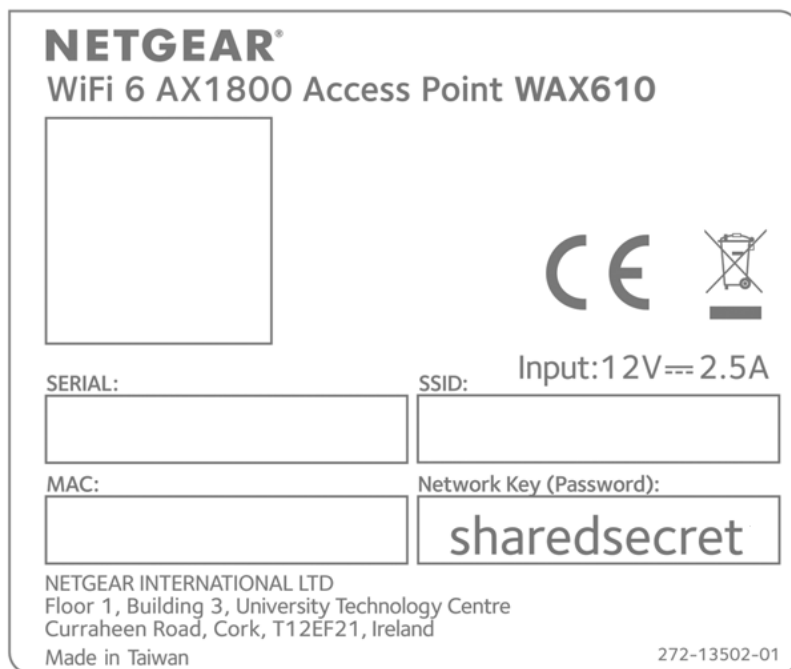 NETGEAR®
WiFi 6 AX1800 Access Point WAX610
CE
Input:12V⎓2.5A
SERIAL:
SSID:
MAC:
Network Key (Password):
sharedsecret
NETGEAR INTERNATIONAL LTD
Floor 1, Building 3, University Technology Centre
Curraheen Road, Cork, T12EF21, Ireland
Made in Taiwan
272-13502-01